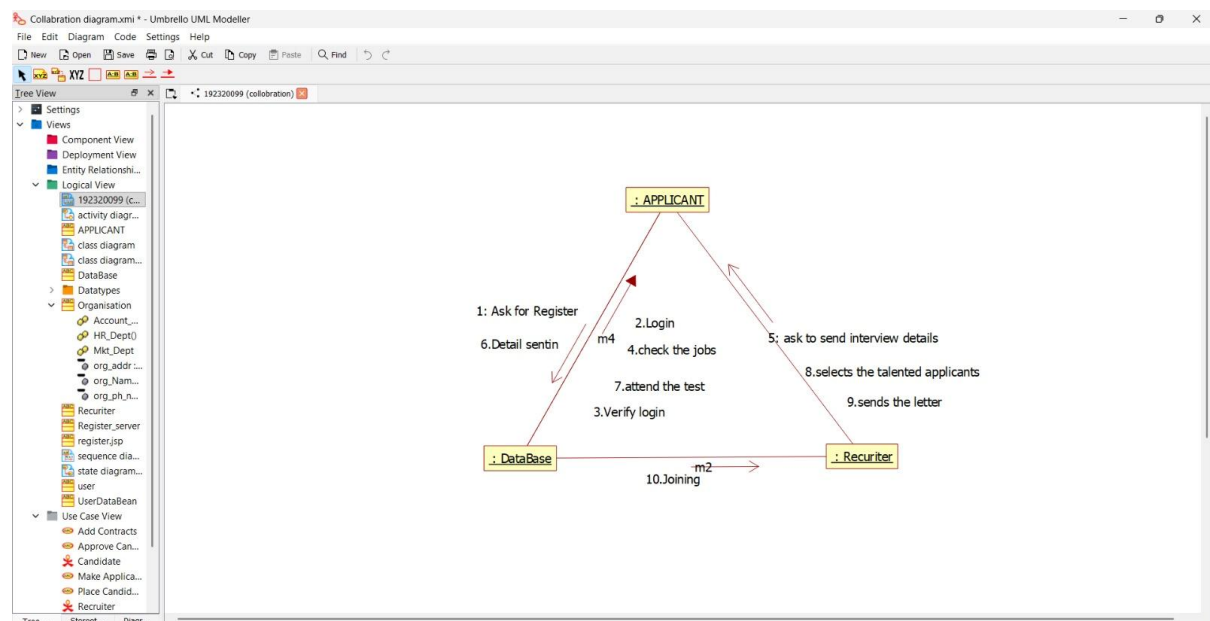 Collabration diagram.xmi * - Umbrello UML Modeller
File Edit Diagram Code Settings Help
New Open Save Cut Copy Paste Find
XYZ XYZ A:B A:B
Tree View
192320099 (collobration)
Settings
Views
Component View
Deployment View
Entity Relationshi...
Logical View
192320099 (c...
activity diagr...
APPLICANT
class diagram
class diagram...
DataBase
Datatypes
Organisation
Account_...
HR_Dept()
Mkt_Dept
org_addr :...
org_Nam...
org_ph_n...
Recuriter
Register_server
register.jsp
sequence dia...
state diagram...
user
UserDataBean
Use Case View
Add Contracts
Approve Can...
Candidate
Make Applica...
Place Candid...
Recruiter
: APPLICANT
1: Ask for Register
6.Detail sentin
m4
2.Login
4.check the jobs
7.attend the test
3.Verify login
5: ask to send interview details
8.selects the talented applicants
9.sends the letter
: DataBase
: Recuriter
m2
10.Joining